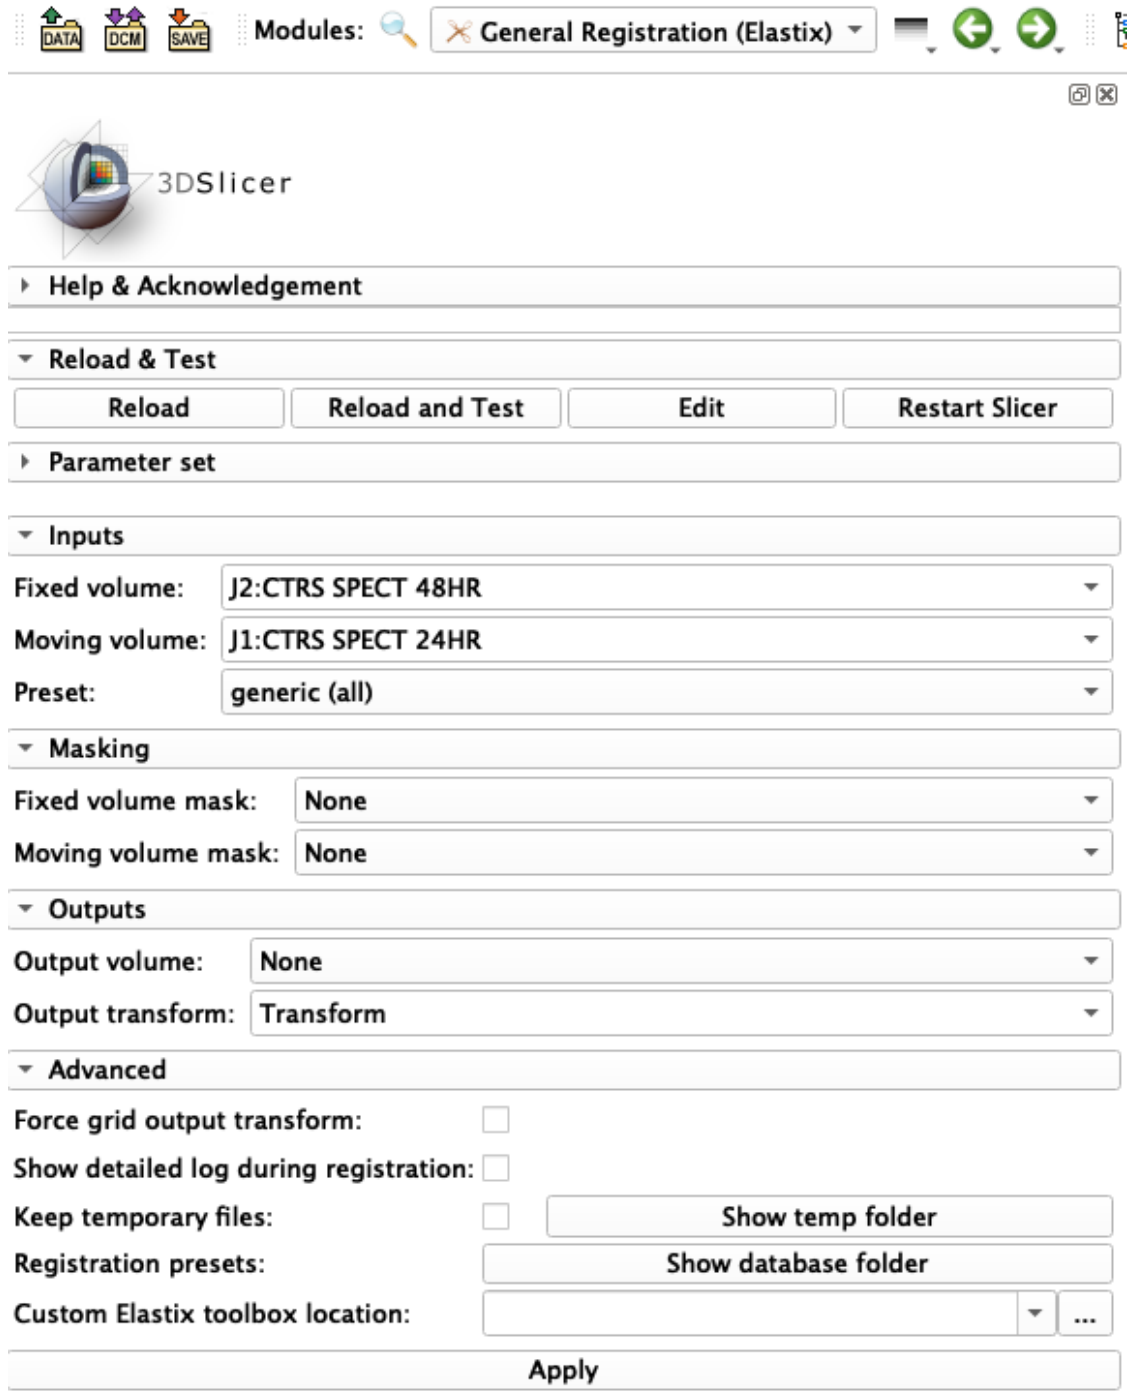 DATA DCM SAVE Modules: General Registration (Elastix)
3DSlicer
Help & Acknowledgement
Reload & Test
Reload Reload and Test Edit Restart Slicer
Parameter set
Inputs
Fixed volume: J2:CTRS SPECT 48HR
Moving volume: J1:CTRS SPECT 24HR
Preset: generic (all)
Masking
Fixed volume mask: None
Moving volume mask: None
Outputs
Output volume: None
Output transform: Transform
Advanced
Force grid output transform:
Show detailed log during registration:
Keep temporary files: Show temp folder
Registration presets: Show database folder
Custom Elastix toolbox location: ...
Apply